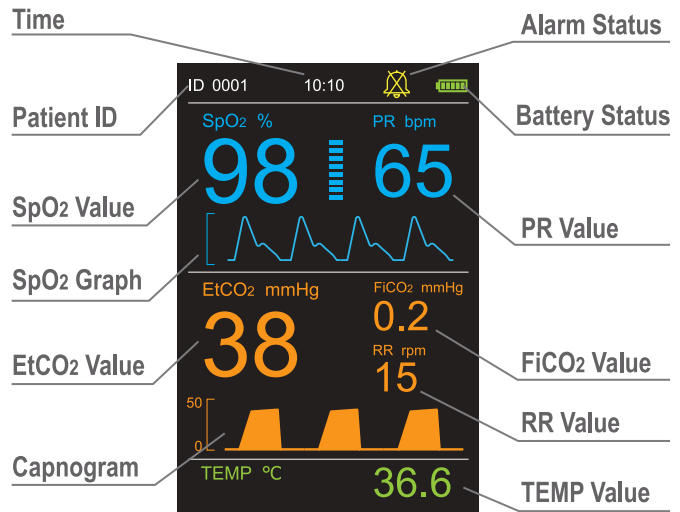 Time
Alarm Status
ID 0001 10:10
Patient ID
Battery Status
SpO₂ % PR bpm
98 65
SpO₂ Value
PR Value
SpO₂ Graph
EtCO₂ mmHg FiCO₂ mmHg
0.2
38
RR rpm
15
EtCO₂ Value
FiCO₂ Value
50
RR Value
0
Capnogram
TEMP °C 36.6
TEMP Value